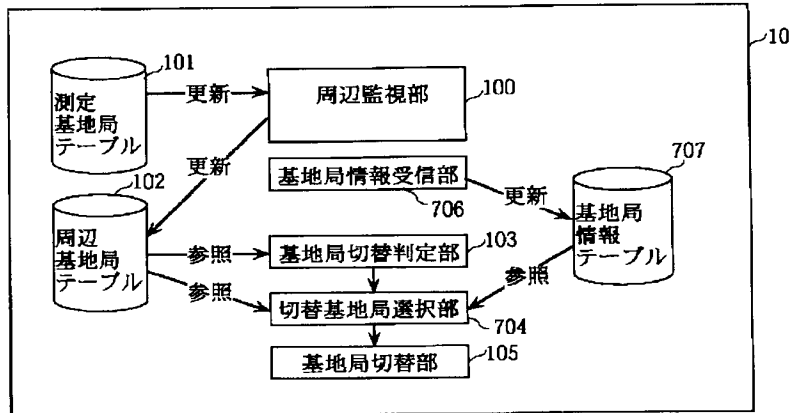 10
101
測定
基地局
テーブル
更新
周辺監視部
100
更新
102
周辺
基地局
テーブル
基地局情報受信部
706
更新
707
基地局
情報
テーブル
参照
基地局切替判定部
103
参照
参照
切替基地局選択部
704
基地局切替部
105